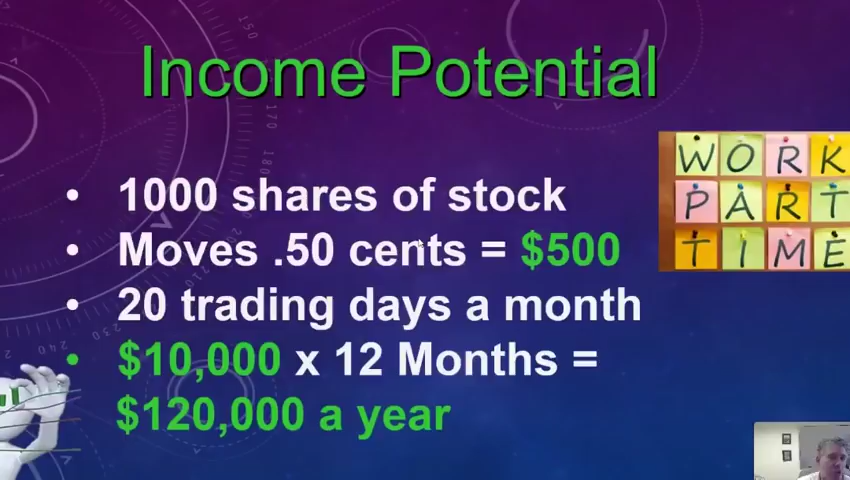 Income Potential
• 1000 shares of stock
• Moves .50 cents = $500
• 20 trading days a month
• $10,000 x 12 Months =
$120,000 a year
WORK
PART
TIME